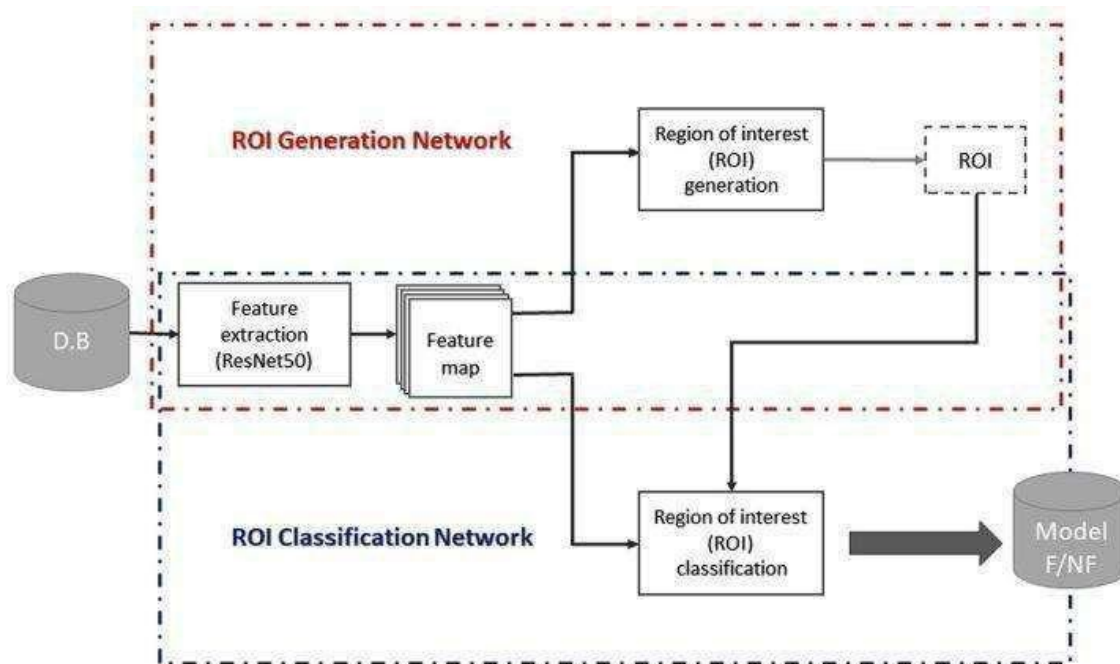 ROI Generation Network
Region of interest
(ROI)
generation
ROI
D.B
Feature
extraction
(ResNet50)
Feature
map
ROI Classification Network
Region of interest
(ROI)
classification
Model
F/NF